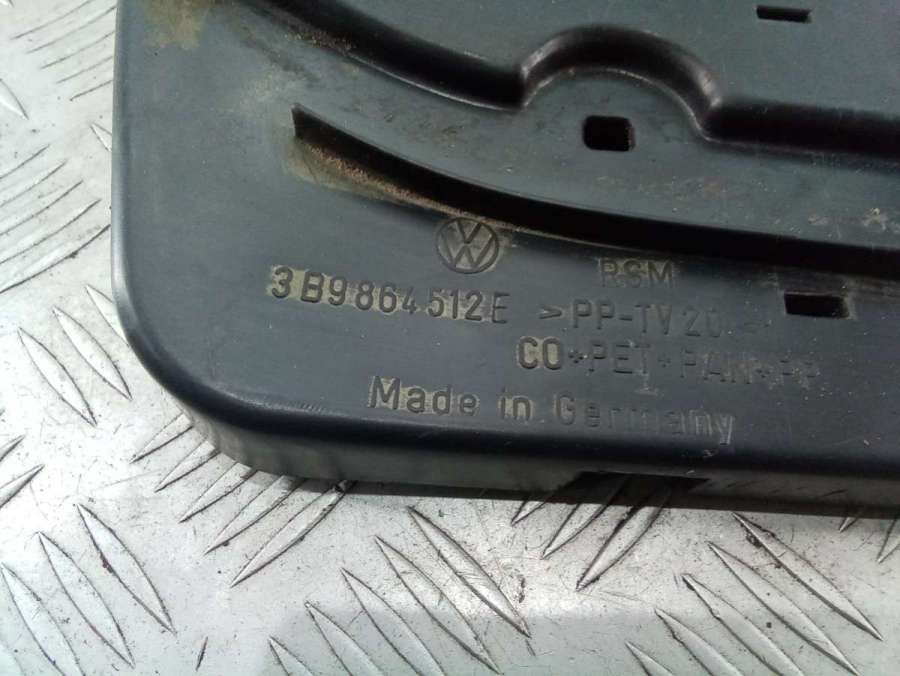 VW
3B9864512E >PP-TV20
RSM
CO+PET+PAN+PP
Made in Germany